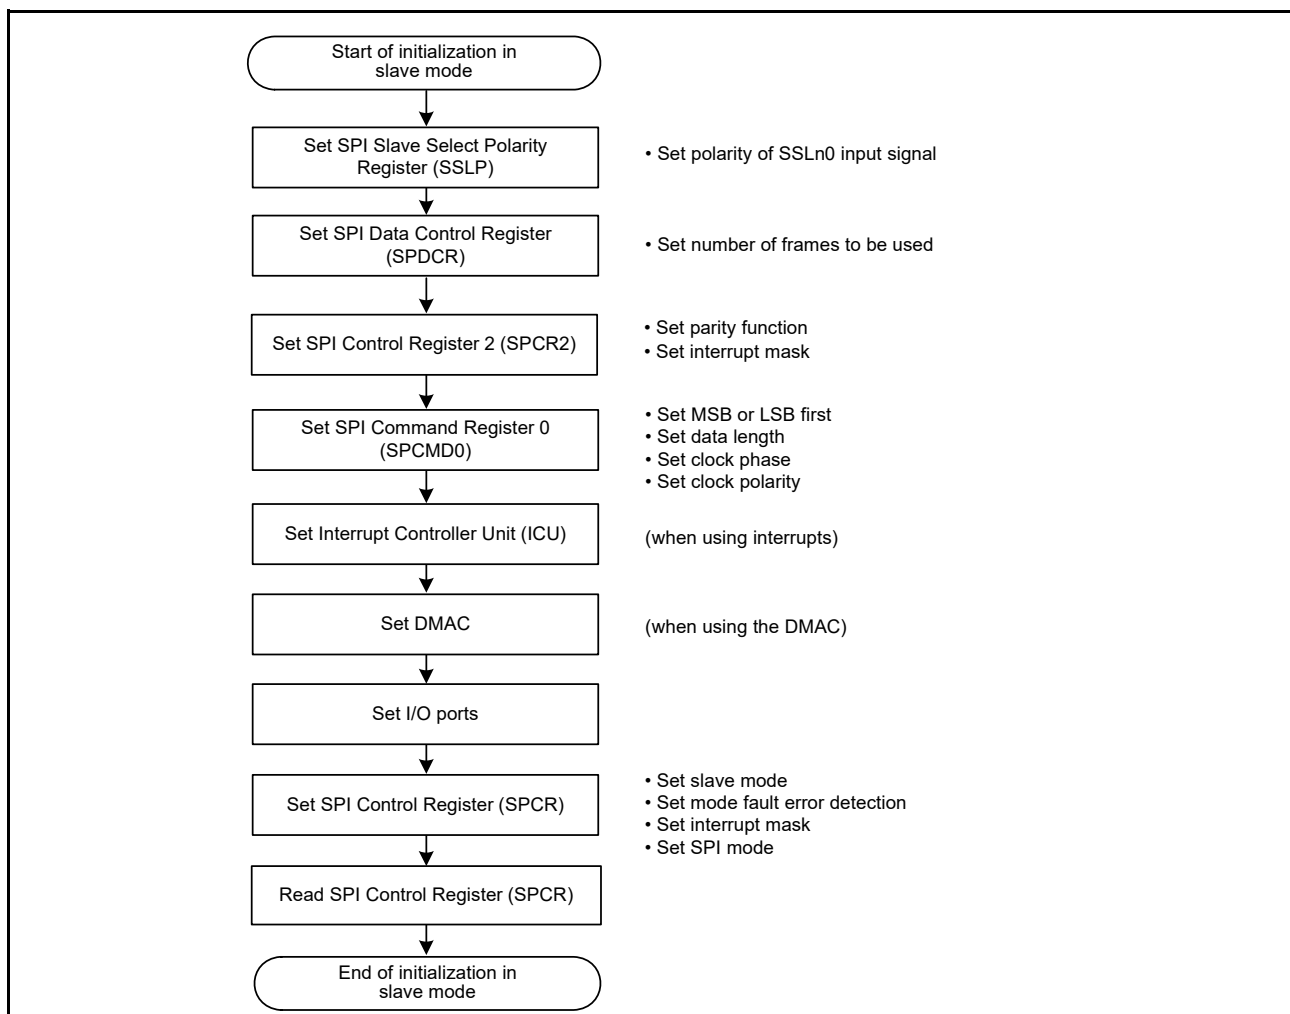 Start of initialization in
slave mode
Set SPI Slave Select Polarity
Register (SSLP)
• Set polarity of SSLn0 input signal
Set SPI Data Control Register
(SPDCR)
• Set number of frames to be used
Set SPI Control Register 2 (SPCR2)
• Set parity function
• Set interrupt mask
Set SPI Command Register 0
(SPCMD0)
• Set MSB or LSB first
• Set data length
• Set clock phase
• Set clock polarity
Set Interrupt Controller Unit (ICU)
(when using interrupts)
Set DMAC
(when using the DMAC)
Set I/O ports
Set SPI Control Register (SPCR)
• Set slave mode
• Set mode fault error detection
• Set interrupt mask
• Set SPI mode
Read SPI Control Register (SPCR)
End of initialization in
slave mode